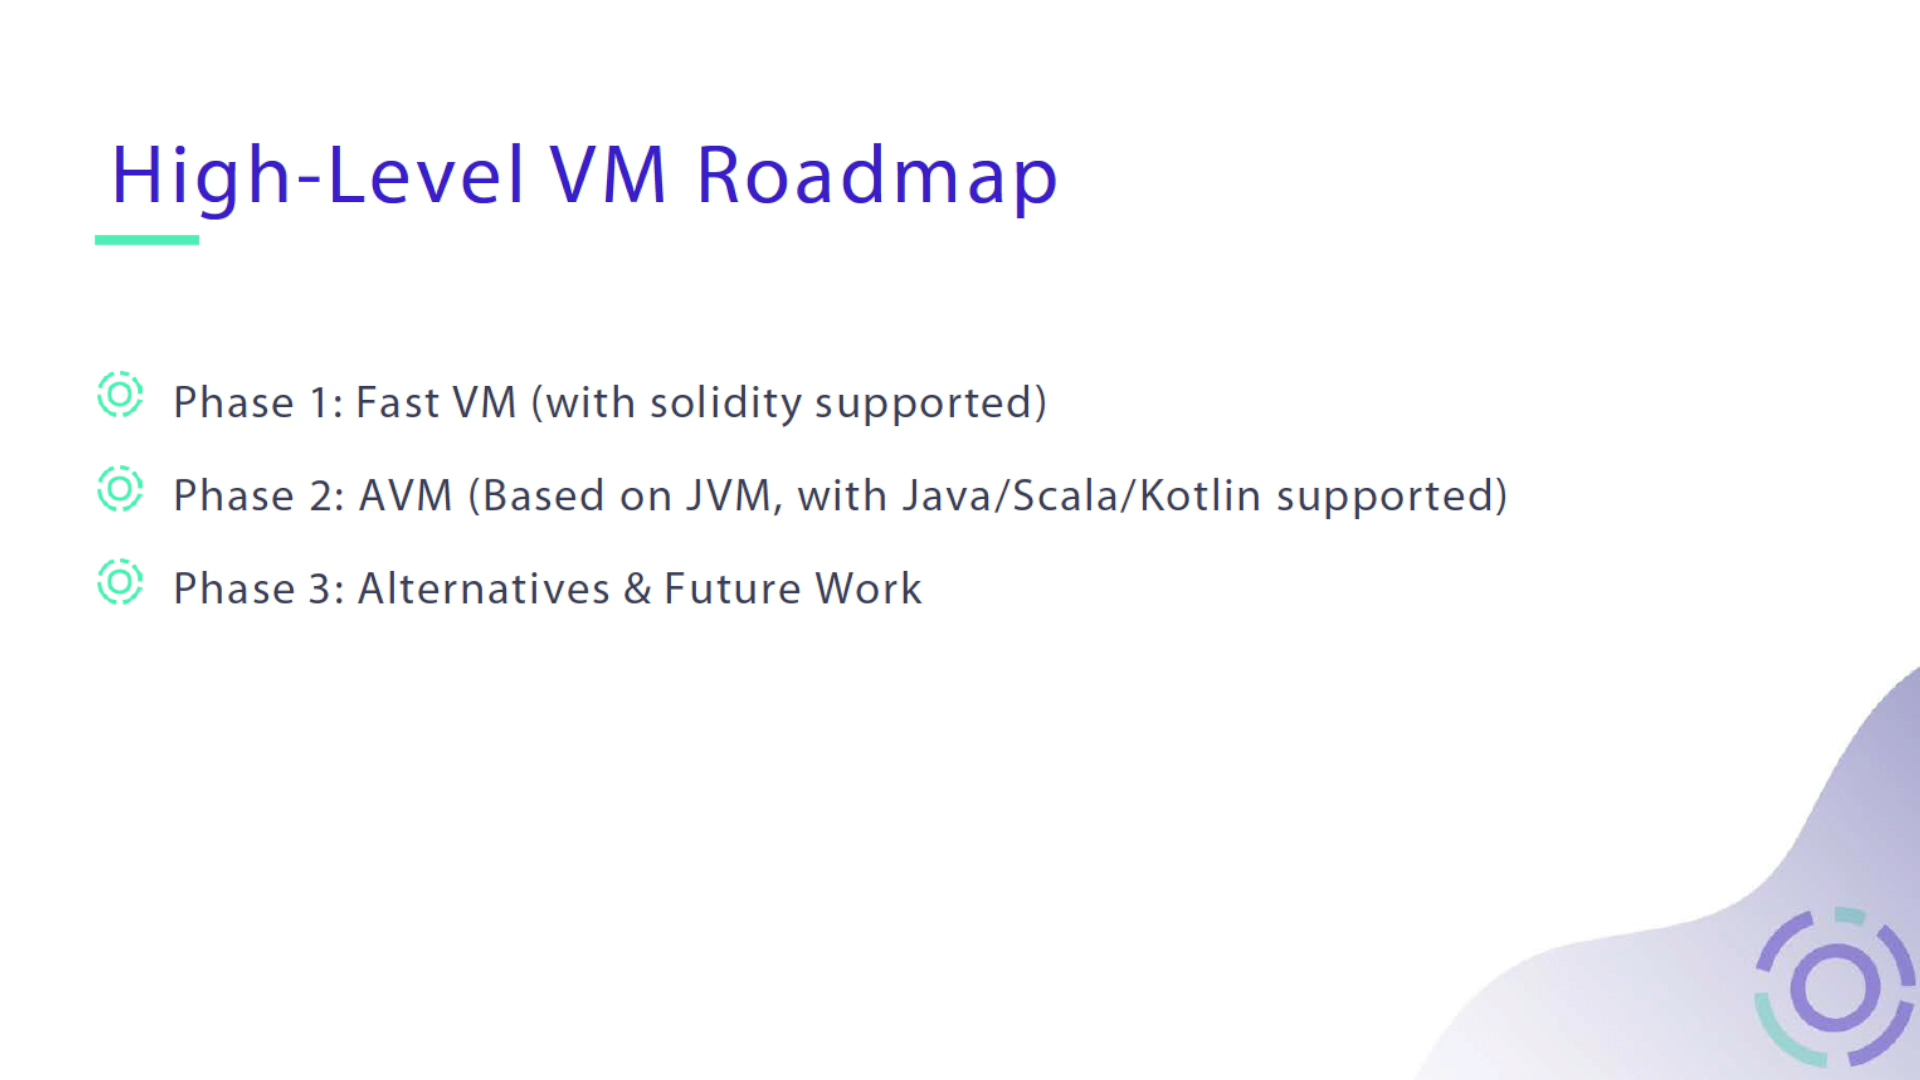 High-Level VM Roadmap
Phase 1: Fast VM (with solidity supported)
Phase 2: AVM (Based on JVM, with Java/Scala/Kotlin supported)
Phase 3: Alternatives & Future Work